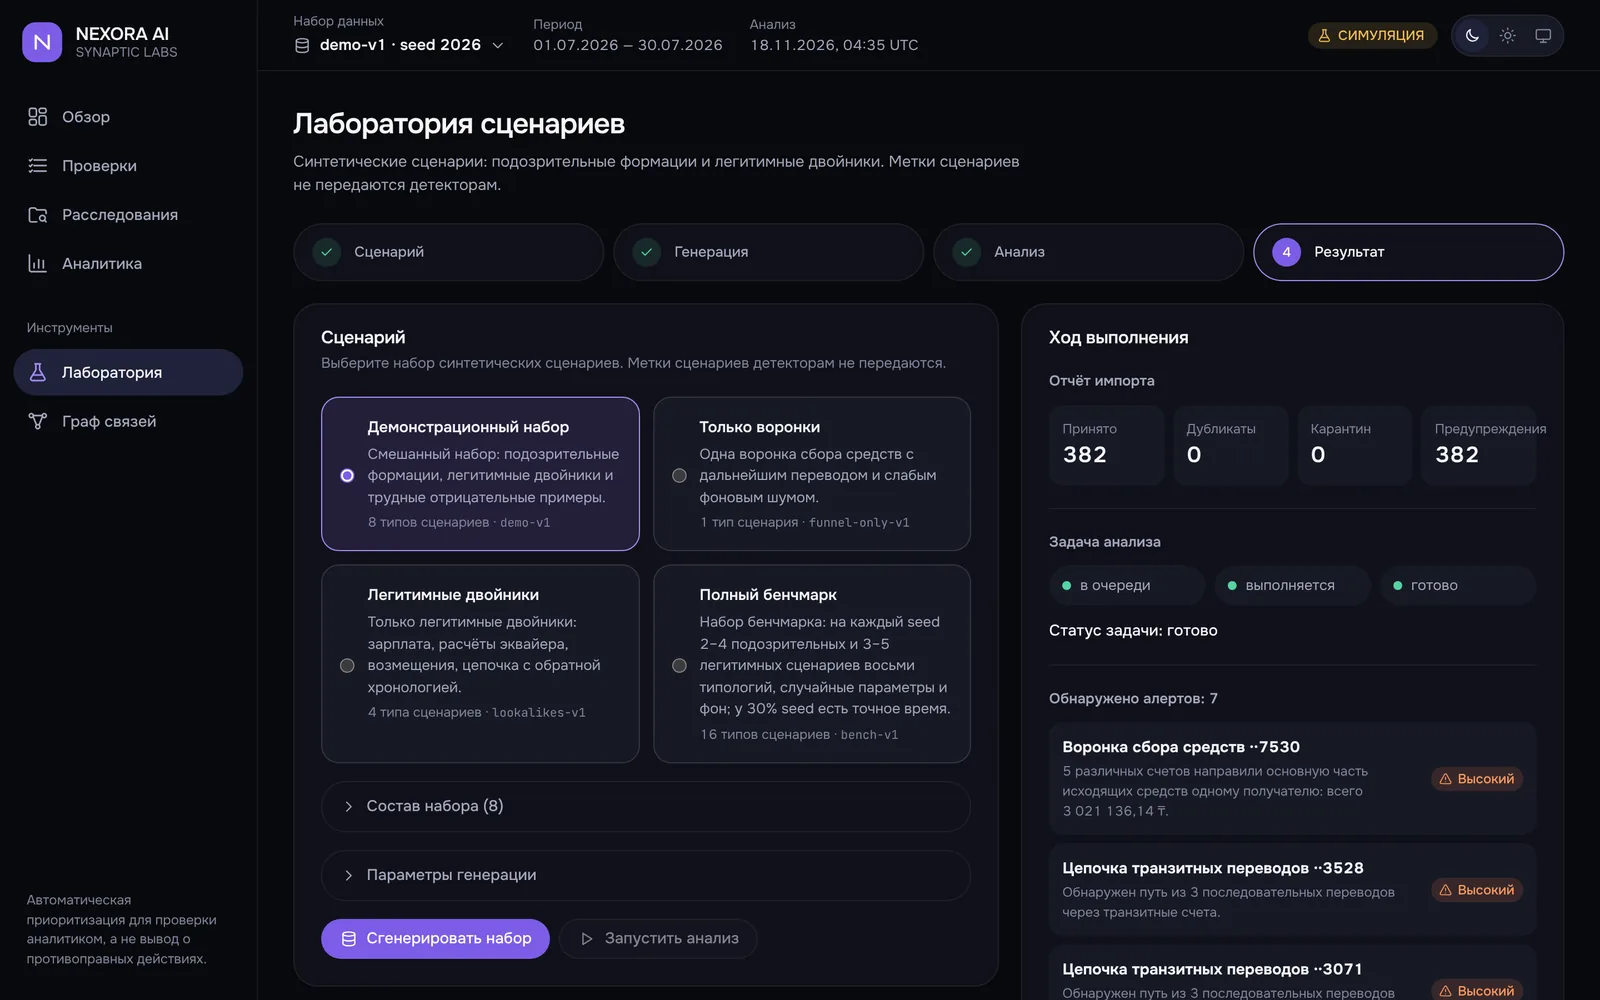 NEXORA AI
SYNAPTIC LABS
Обзор
Проверки
Расследования
Аналитика
Инструменты
Лаборатория
Граф связей
Автоматическая
приоритизация для проверки
аналитиком, а не вывод о
противоправных действиях.
Набор данных
demo-v1 · seed 2026
Период
01.07.2026 — 30.07.2026
Анализ
18.11.2026, 04:35 UTC
СИМУЛЯЦИЯ
Лаборатория сценариев
Синтетические сценарии: подозрительные формации и легитимные двойники. Метки сценариев
не передаются детекторам.
Сценарий
Генерация
Анализ
4 Результат
Сценарий
Выберите набор синтетических сценариев. Метки сценариев детекторам не передаются.
Демонстрационный набор
Смешанный набор: подозрительные
формации, легитимные двойники и
трудные отрицательные примеры.
8 типов сценариев · demo-v1
Только воронки
Одна воронка сбора средств с
дальнейшим переводом и слабым
фоновым шумом.
1 тип сценария · funnel-only-v1
Легитимные двойники
Только легитимные двойники:
зарплата, расчёты эквайера,
возмещения, цепочка с обратной
хронологией.
4 типа сценариев · lookalikes-v1
Полный бенчмарк
Набор бенчмарка: на каждый seed
2–4 подозрительных и 3–5
легитимных сценариев восьми
типологий, случайные параметры и
фон; у 30% seed есть точное время.
16 типов сценариев · bench-v1
Состав набора (8)
Параметры генерации
Сгенерировать набор
Запустить анализ
Ход выполнения
Отчёт импорта
Принято
382
Дубликаты
0
Карантин
0
Предупреждения
382
Задача анализа
в очереди
выполняется
готово
Статус задачи: готово
Обнаружено алертов: 7
Воронка сбора средств ··7530
5 различных счетов направили основную часть
исходящих средств одному получателю: всего
3 021 136,14 ₸.
Высокий
Цепочка транзитных переводов ··3528
Обнаружен путь из 3 последовательных переводов
через транзитные счета.
Высокий
Цепочка транзитных переводов ··3071
Обнаружен путь из 3 последовательных переводов
Высокий